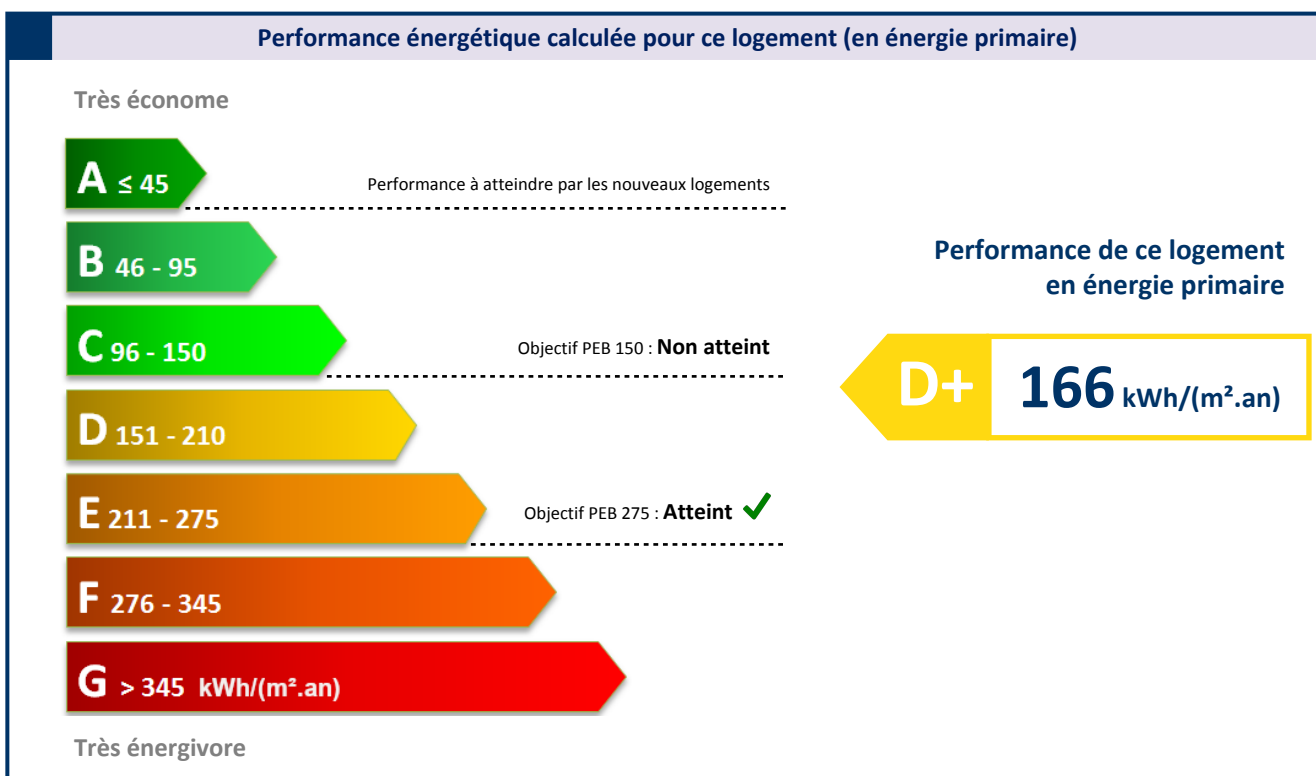 Performance énergétique calculée pour ce logement (en énergie primaire)
Très économe
A ≤ 45
Performance à atteindre par les nouveaux logements
B 46 - 95
C 96 - 150
Objectif PEB 150 : Non atteint
D 151 - 210
E 211 - 275
Objectif PEB 275 : Atteint
F 276 - 345
G > 345 kWh/(m².an)
Très énergivore
Performance de ce logement
en énergie primaire
D+ 166 kWh/(m².an)